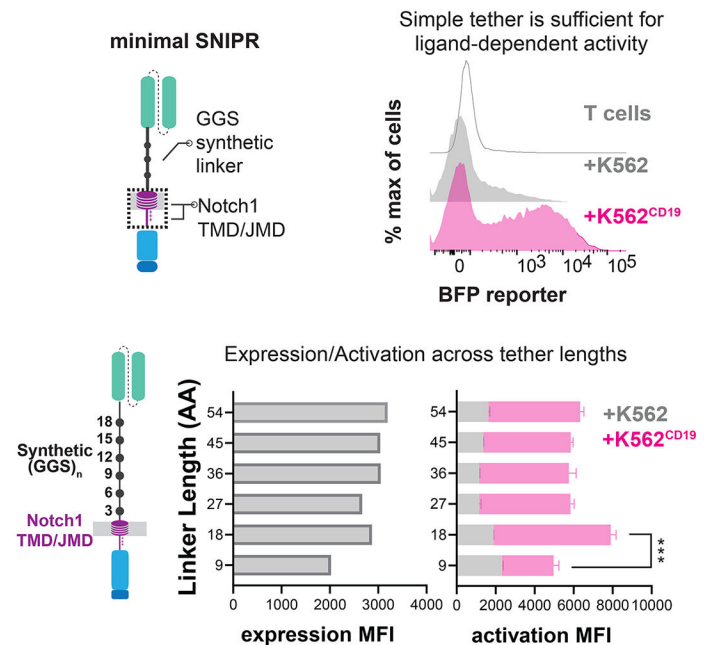 minimal SNIPR
GGS
synthetic
linker
Notch1
TMD/JMD
Simple tether is sufficient for
ligand-dependent activity
% max of cells
T cells
+K562
+K562CD19
0 10³ 10⁴ 10⁵
BFP reporter
Expression/Activation across tether lengths
18
15
12
9
6
3
Synthetic
(GGS)n
Notch1
TMD/JMD
Linker Length (AA)
54
45
36
27
18
9
0 1000 2000 3000 4000
expression MFI
54
45
36
27
18
9
+K562
+K562CD19
***
0 2000 4000 6000 8000 10000
activation MFI